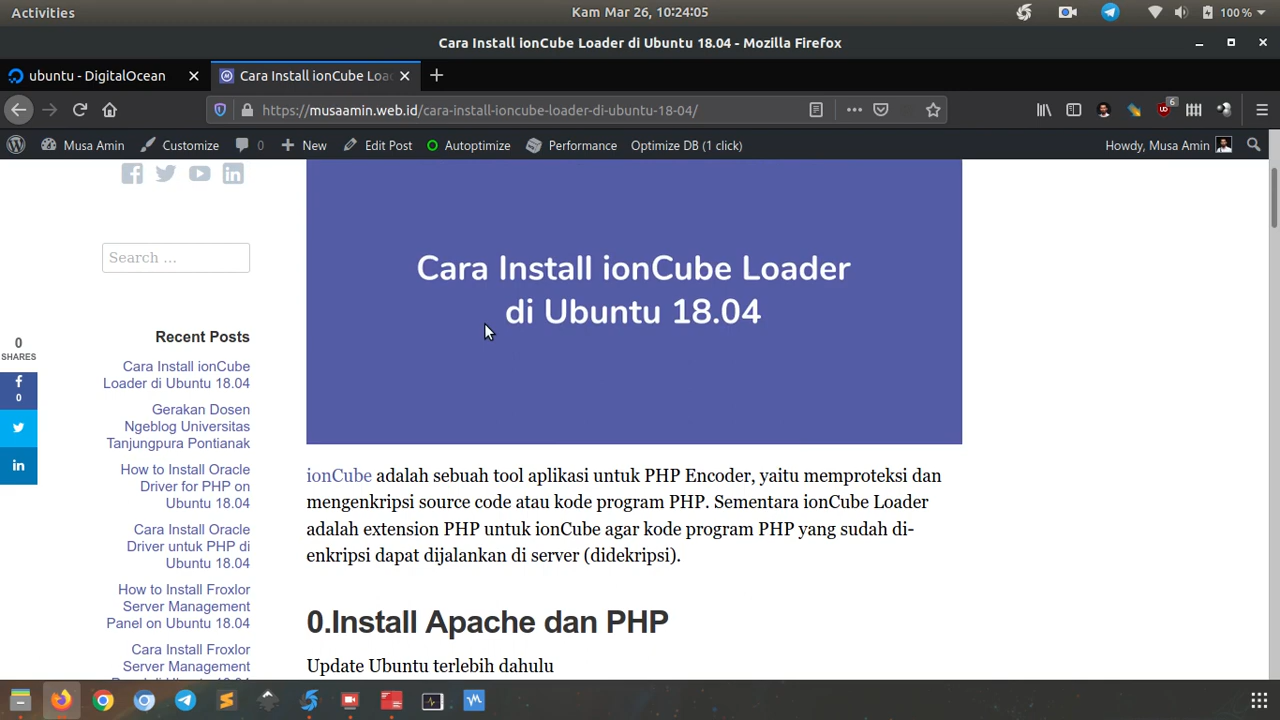 Activities
Kam Mar 26, 10:24:05
100 %
Cara Install ionCube Loader di Ubuntu 18.04 - Mozilla Firefox
ubuntu - DigitalOcean
Cara Install ionCube Loa
https://musaamin.web.id/cara-install-ioncube-loader-di-ubuntu-18-04/
6
Musa Amin
Customize
0
New
Edit Post
Autoptimize
Performance
Optimize DB (1 click)
Howdy, Musa Amin
Search …
Recent Posts
Cara Install ionCube
Loader di Ubuntu 18.04
Gerakan Dosen
Ngeblog Universitas
Tanjungpura Pontianak
How to Install Oracle
Driver for PHP on
Ubuntu 18.04
Cara Install Oracle
Driver untuk PHP di
Ubuntu 18.04
How to Install Froxlor
Server Management
Panel on Ubuntu 18.04
Cara Install Froxlor
Server Management
0
SHARES
0
Cara Install ionCube Loader
di Ubuntu 18.04
ionCube adalah sebuah tool aplikasi untuk PHP Encoder, yaitu memproteksi dan
mengenkripsi source code atau kode program PHP. Sementara ionCube Loader
adalah extension PHP untuk ionCube agar kode program PHP yang sudah di-
enkripsi dapat dijalankan di server (didekripsi).
0.Install Apache dan PHP
Update Ubuntu terlebih dahulu